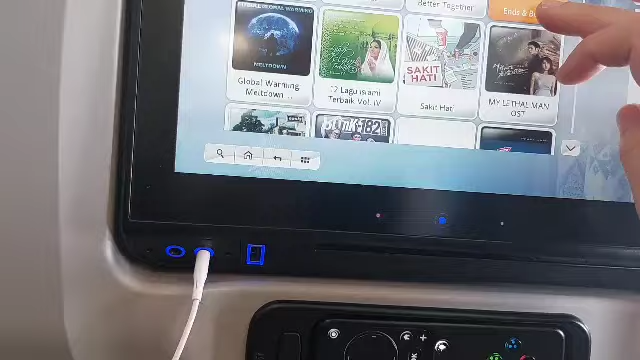 Better Together
Ends & B
GLOBAL WARMING
MELTDOWN
Global Warming
Meltdown ...
12 Lagu Islami
Terbaik Vol. IV
SAKIT
HATI
Sakit Hati
MY LETHAL MAN
OST
blink-182